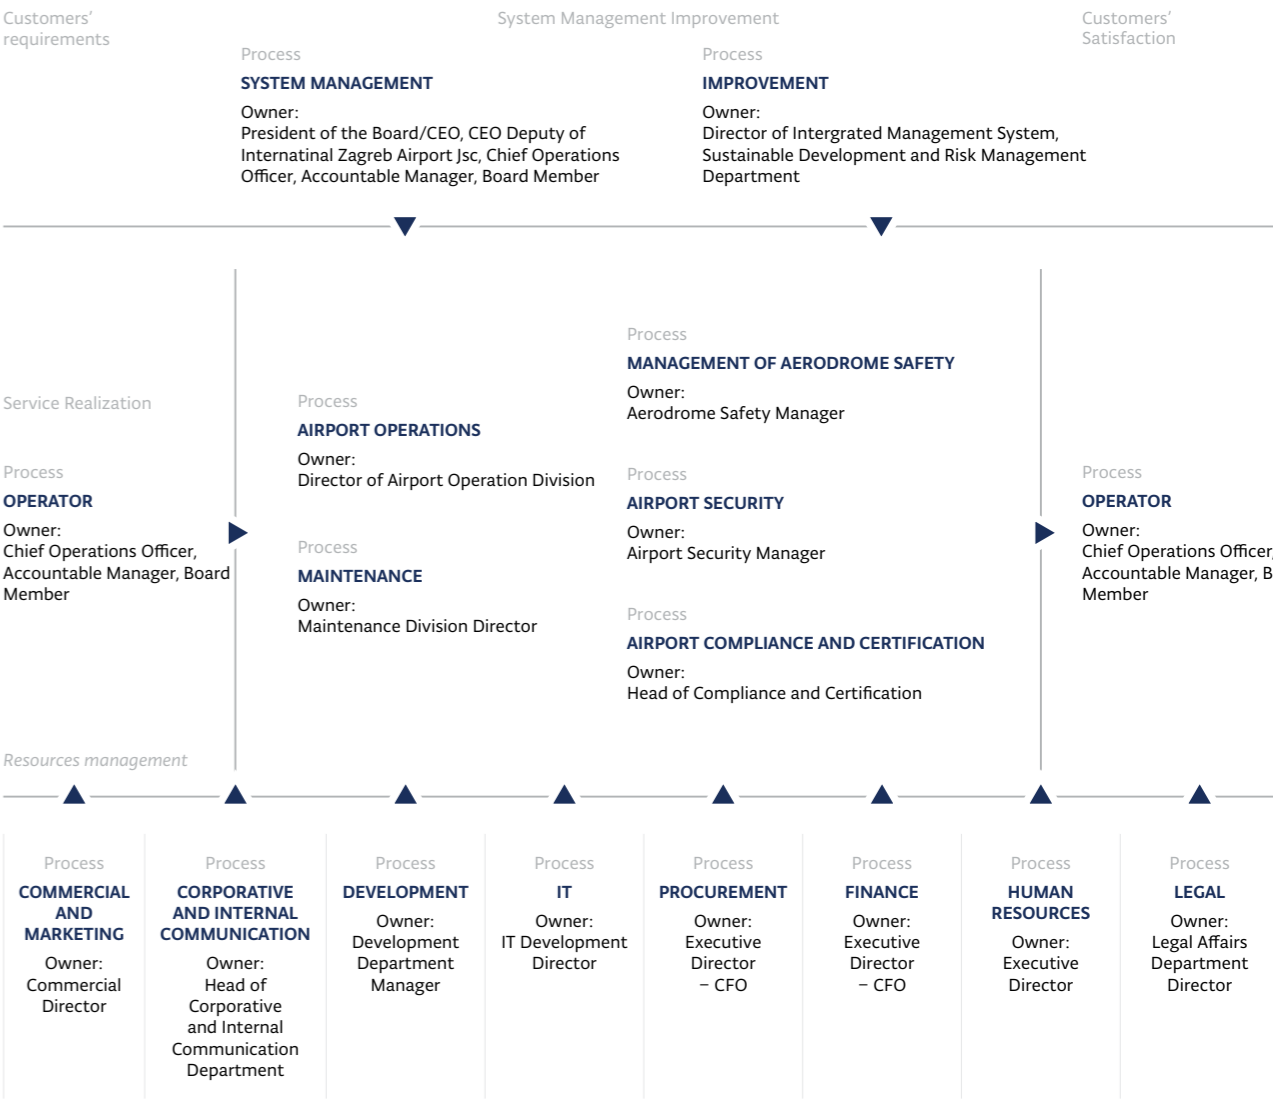 Customers'
requirements
System Management Improvement
Customers'
Satisfaction
Process
SYSTEM MANAGEMENT
Owner:
President of the Board/CEO, CEO Deputy of
Internatinal Zagreb Airport Jsc, Chief Operations
Officer, Accountable Manager, Board Member
Process
IMPROVEMENT
Owner:
Director of Intergrated Management System,
Sustainable Development and Risk Management
Department
Service Realization
Process
OPERATOR
Owner:
Chief Operations Officer,
Accountable Manager, Board
Member
Process
AIRPORT OPERATIONS
Owner:
Director of Airport Operation Division
Process
MAINTENANCE
Owner:
Maintenance Division Director
Process
MANAGEMENT OF AERODROME SAFETY
Owner:
Aerodrome Safety Manager
Process
AIRPORT SECURITY
Owner:
Airport Security Manager
Process
AIRPORT COMPLIANCE AND CERTIFICATION
Owner:
Head of Compliance and Certification
Process
OPERATOR
Owner:
Chief Operations Officer,
Accountable Manager, B
Member
Resources management
Process
COMMERCIAL
AND
MARKETING
Owner:
Commercial
Director
Process
CORPORATIVE
AND INTERNAL
COMMUNICATION
Owner:
Head of
Corporative
and Internal
Communication
Department
Process
DEVELOPMENT
Owner:
Development
Department
Manager
Process
IT
Owner:
IT Development
Director
Process
PROCUREMENT
Owner:
Executive
Director
– CFO
Process
FINANCE
Owner:
Executive
Director
– CFO
Process
HUMAN
RESOURCES
Owner:
Executive
Director
Process
LEGAL
Owner:
Legal Affairs
Department
Director